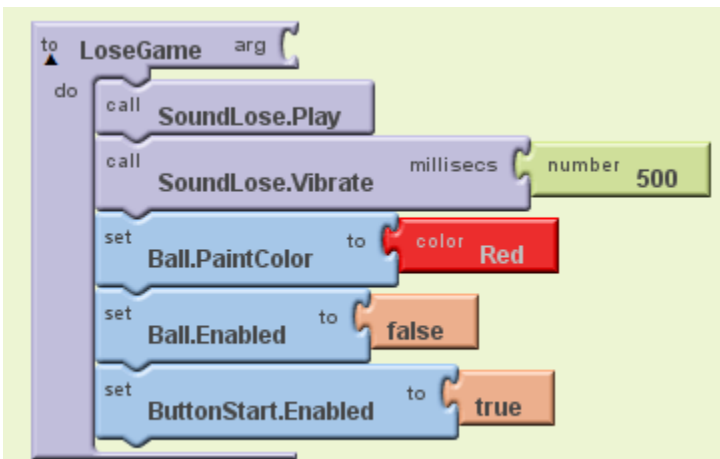 to LoseGame arg
do
call SoundLose.Play
call SoundLose.Vibrate millisecs number 500
set Ball.PaintColor to color Red
set Ball.Enabled to false
set ButtonStart.Enabled to true